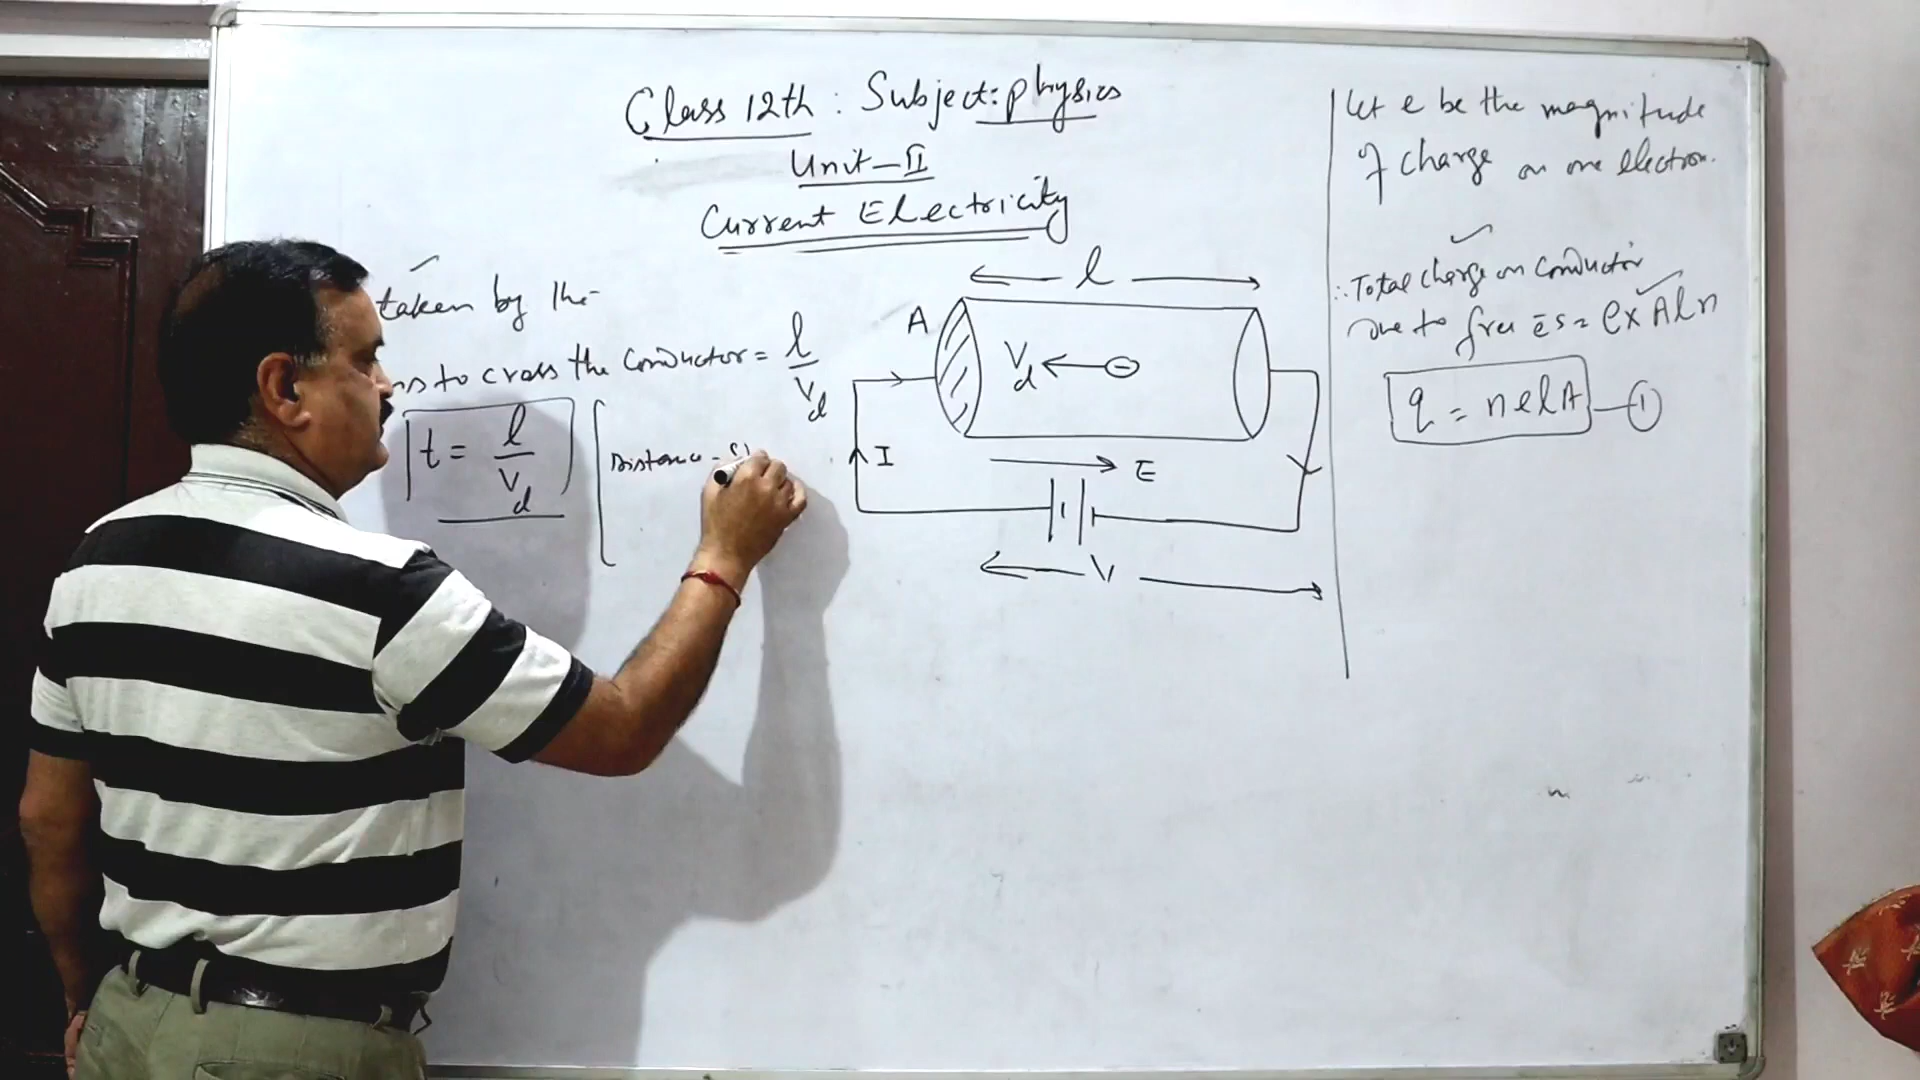 Class 12th : Subject: physics
Unit-II
Current Electricity
taken by the
ns to cross the conductor = l/Vd
t = l/Vd
Distance - S
l
A
Vd
-
I
E
V
let e be the magnitude
of charge on one electron.
∴ Total charge on conductor
due to free ēs = e x Aln
q = nelA - 1